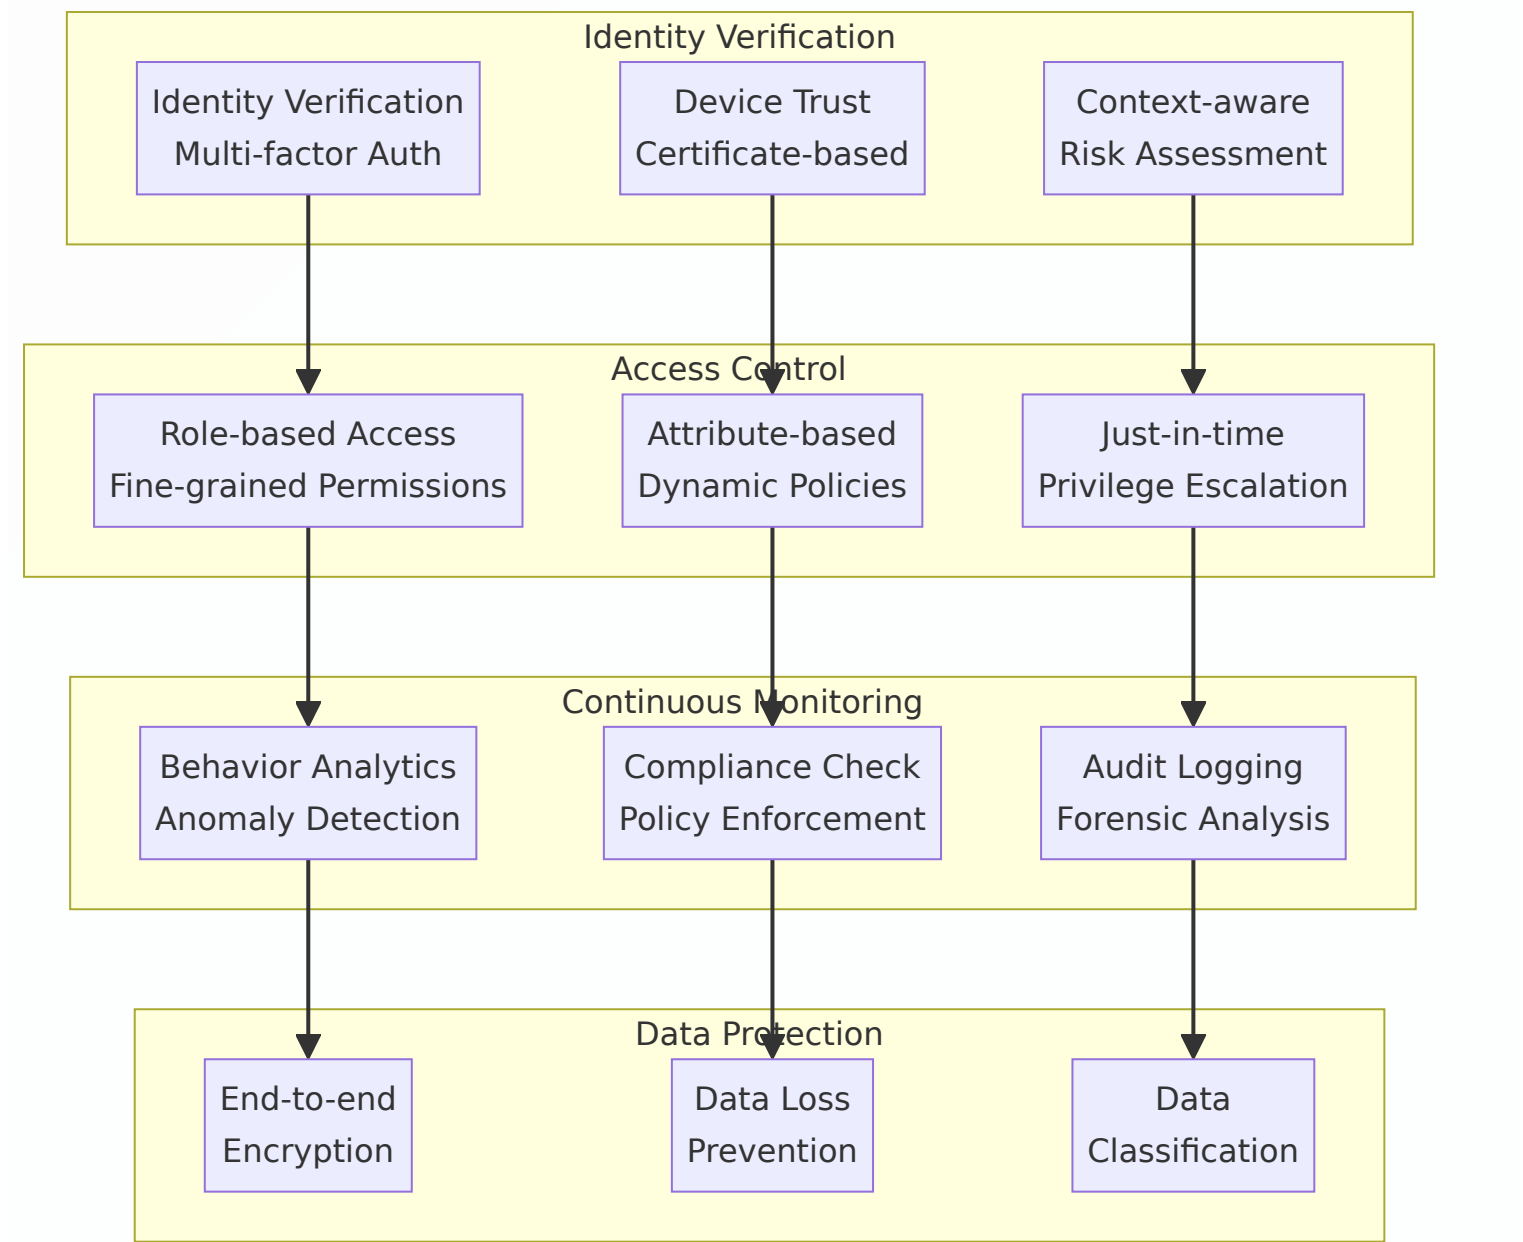 Identity Verification
Identity Verification
Multi-factor Auth
Device Trust
Certificate-based
Context-aware
Risk Assessment
Access Control
Role-based Access
Fine-grained Permissions
Attribute-based
Dynamic Policies
Just-in-time
Privilege Escalation
Continuous Monitoring
Behavior Analytics
Anomaly Detection
Compliance Check
Policy Enforcement
Audit Logging
Forensic Analysis
Data Protection
End-to-end
Encryption
Data Loss
Prevention
Data
Classification